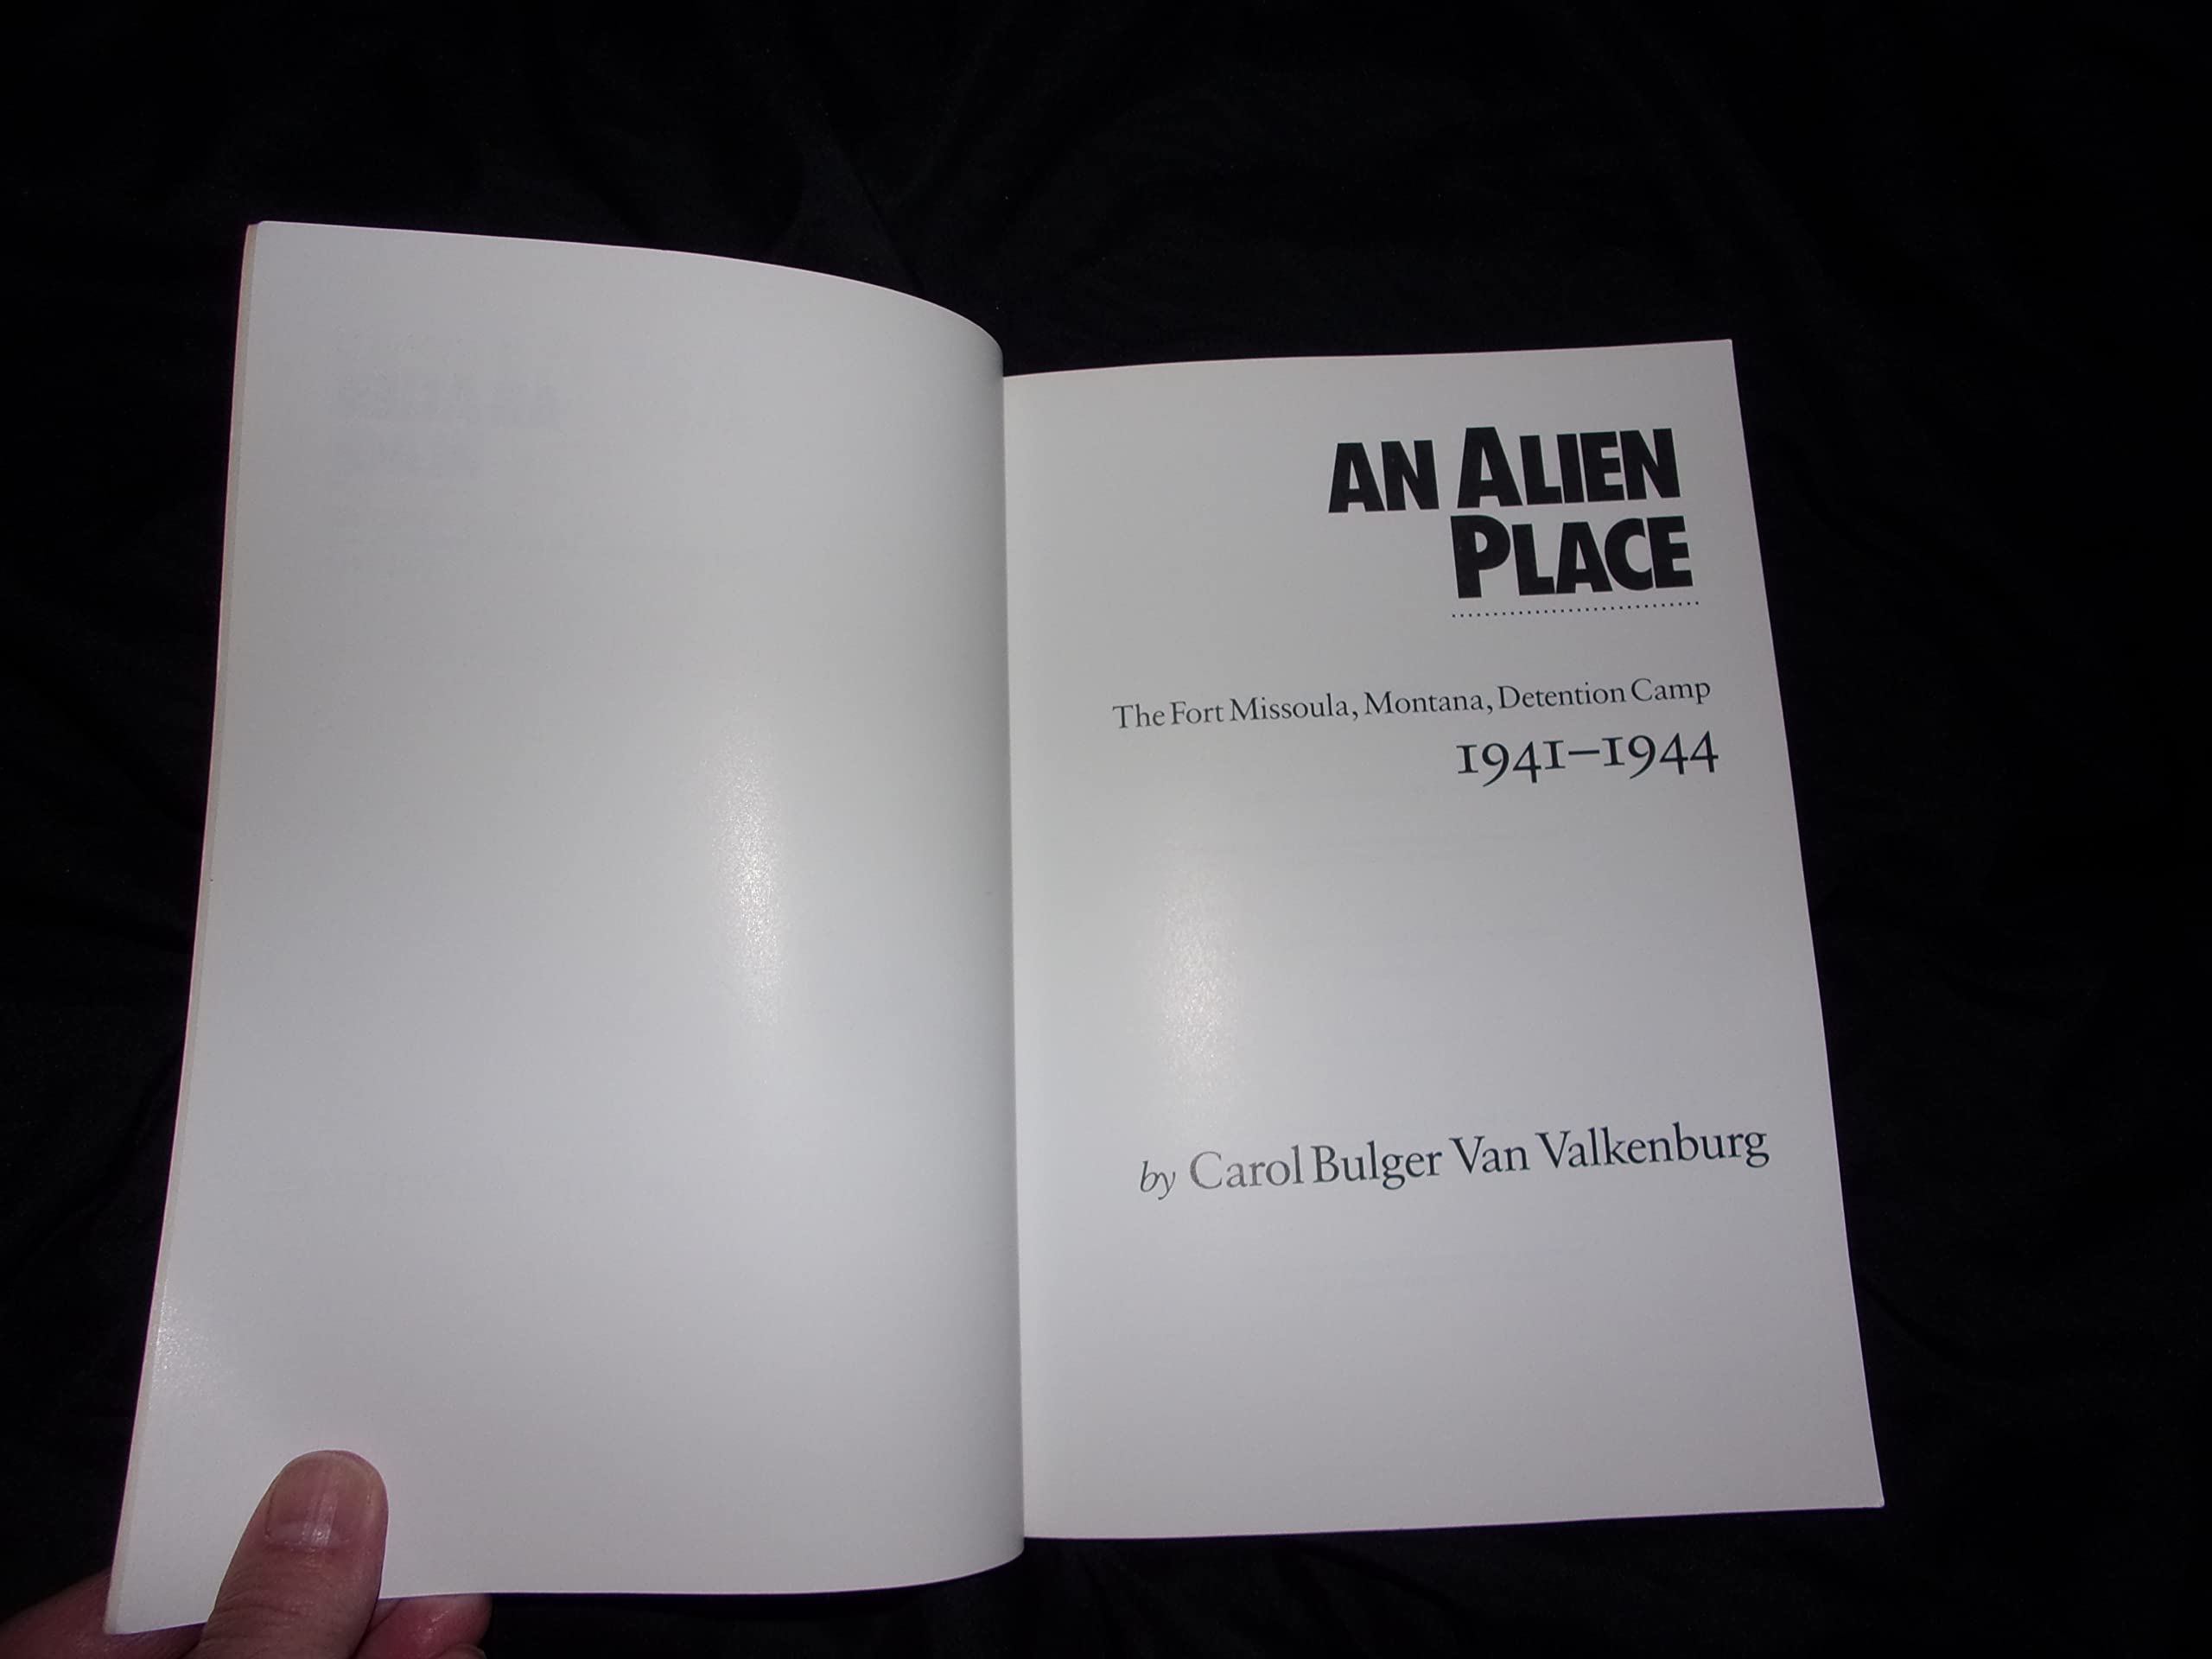 AN ALIEN
PLACE
The Fort Missoula, Montana, Detention Camp
1941–1944
by Carol Bulger Van Valkenburg